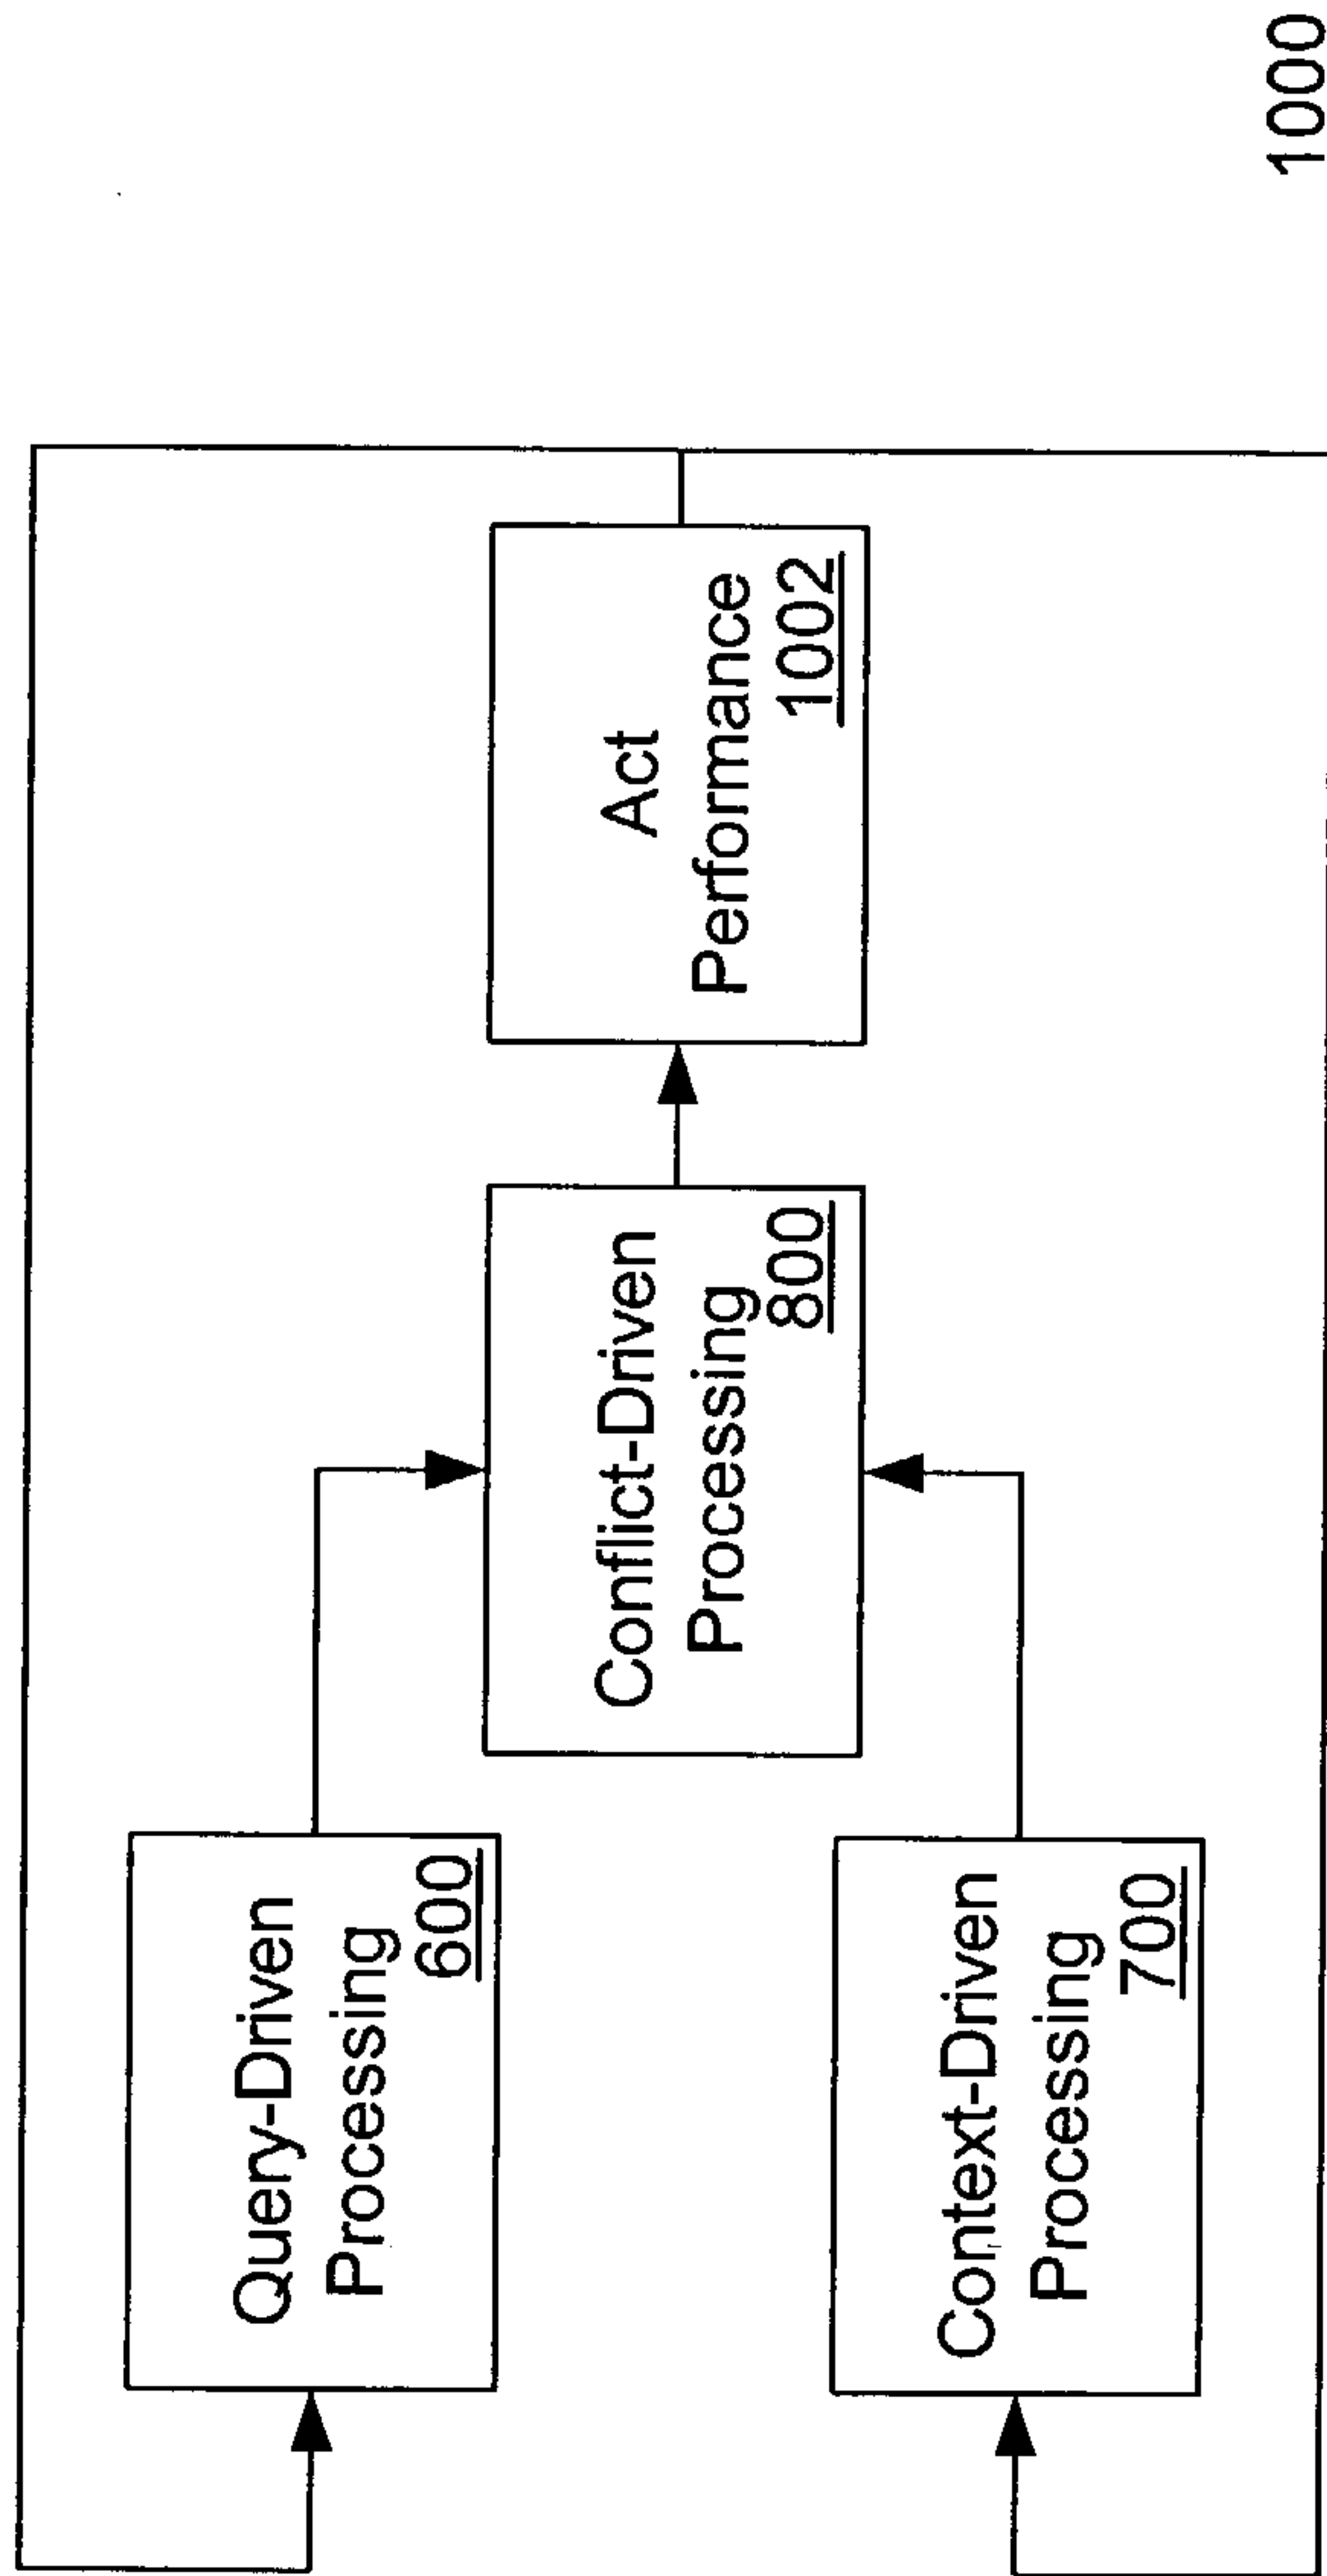 Query-Driven
Processing
600
Context-Driven
Processing
700
Conflict-Driven
Processing
800
Act
Performance
1002
1000